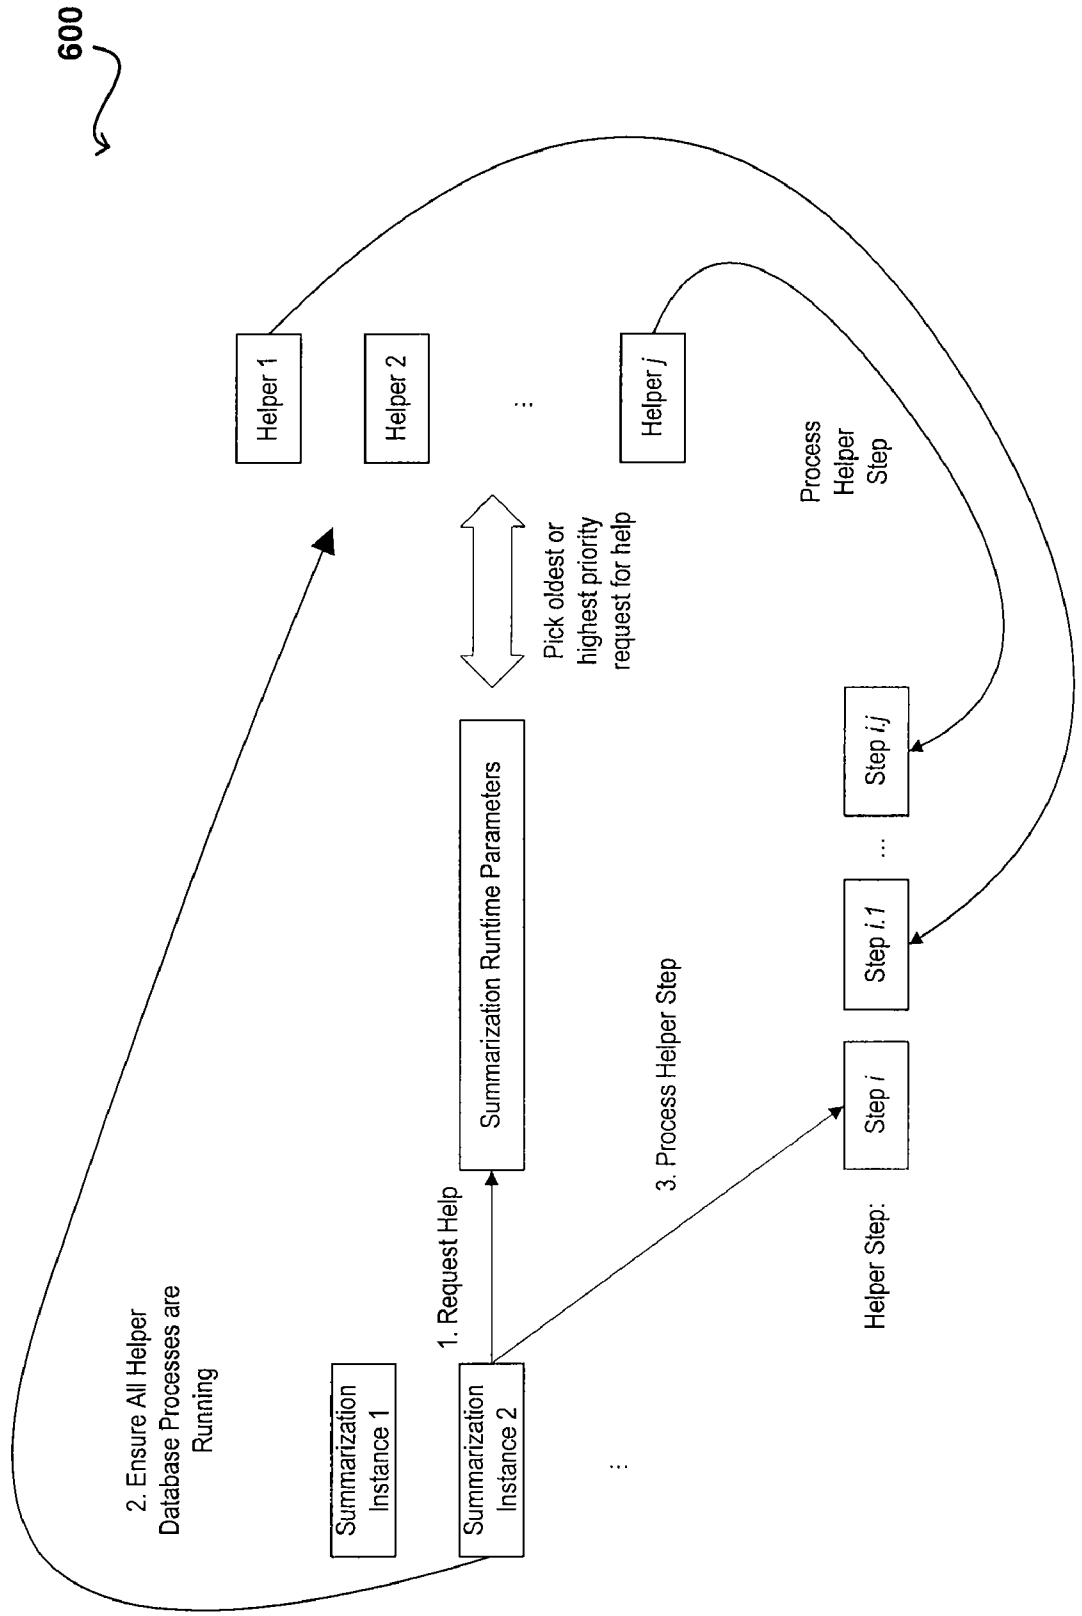 600
2. Ensure All Helper
Database Processes are
Running
Summarization
Instance 1
Summarization
Instance 2
...
1. Request Help
Summarization Runtime Parameters
Pick oldest or
highest priority
request for help
Helper 1
Helper 2
...
Helper j
3. Process Helper Step
Process
Helper
Step
Helper Step:
Step i
Step i.1
...
Step i.j